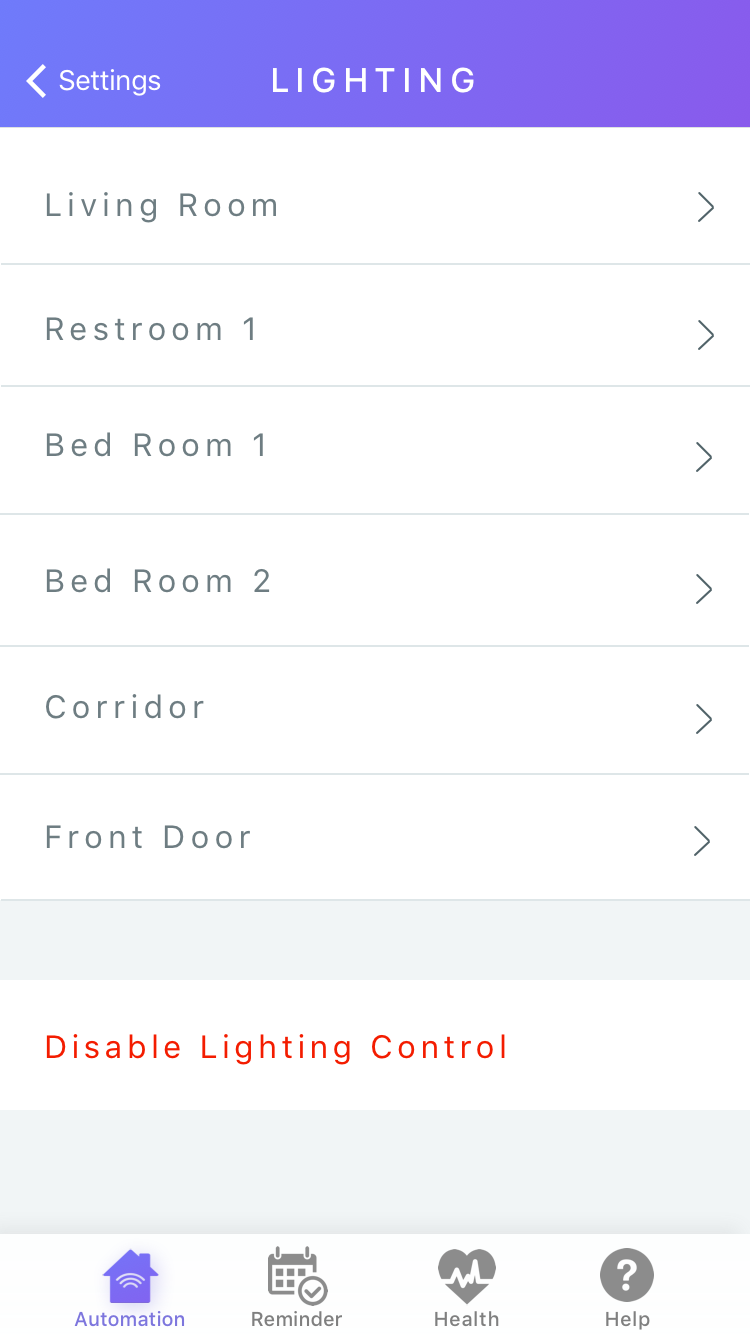 Settings
LIGHTING
Living Room
Restroom 1
Bed Room 1
Bed Room 2
Corridor
Front Door
Disable Lighting Control
Automation
Reminder
Health
?
Help